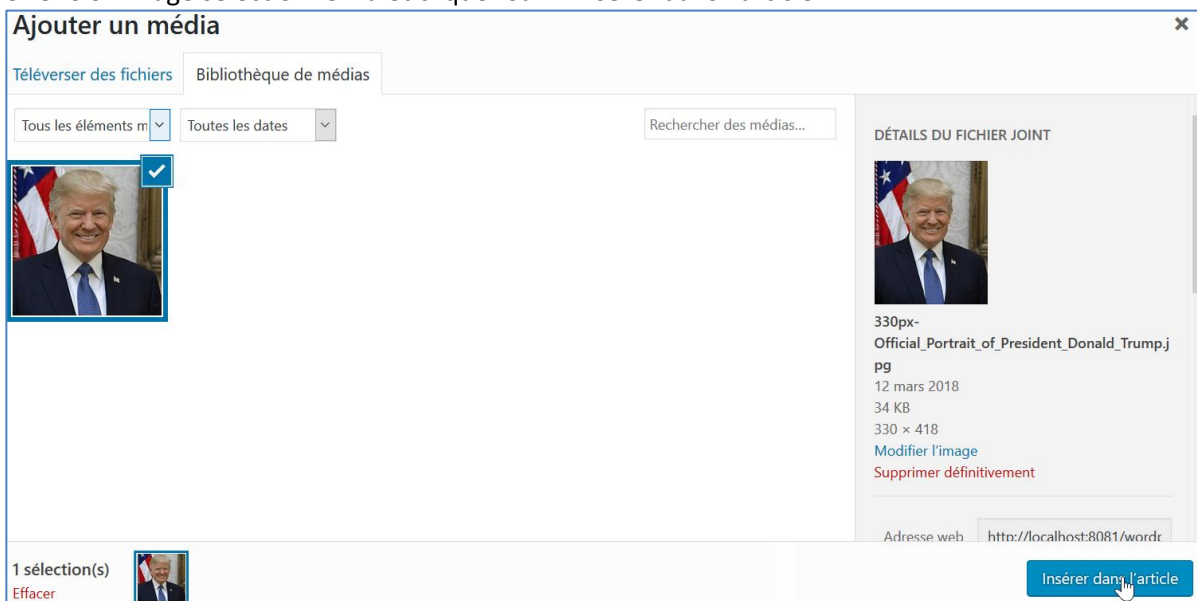 Ajouter un média
Téléverser des fichiers Bibliothèque de médias
Tous les éléments m Toutes les dates Rechercher des médias...
DÉTAILS DU FICHIER JOINT
330px-
Official_Portrait_of_President_Donald_Trump.j
pg
12 mars 2018
34 KB
330 × 418
Modifier l'image
Supprimer définitivement
Adresse web http://localhost:8081/wordp
1 sélection(s)
Effacer
Insérer dans l'article